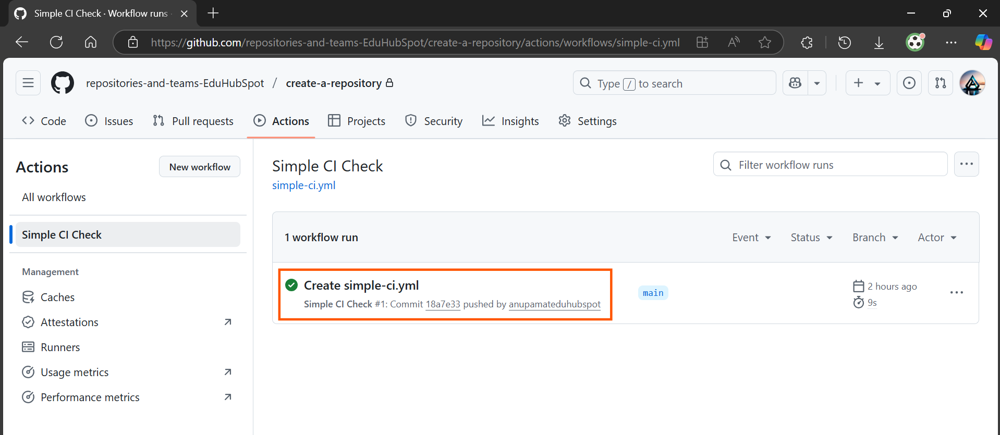 Simple CI Check · Workflow runs ·
https://github.com/repositories-and-teams-EduHubSpot/create-a-repository/actions/workflows/simple-ci.yml
repositories-and-teams-EduHubSpot / create-a-repository
Type / to search
Code
Issues
Pull requests
Actions
Projects
Security
Insights
Settings
Actions
New workflow
All workflows
Simple CI Check
Management
Caches
Attestations
Runners
Usage metrics
Performance metrics
Simple CI Check
simple-ci.yml
Filter workflow runs
1 workflow run
Event
Status
Branch
Actor
Create simple-ci.yml
Simple CI Check #1: Commit 18a7e33 pushed by anupamateduhubspot
main
2 hours ago
9s